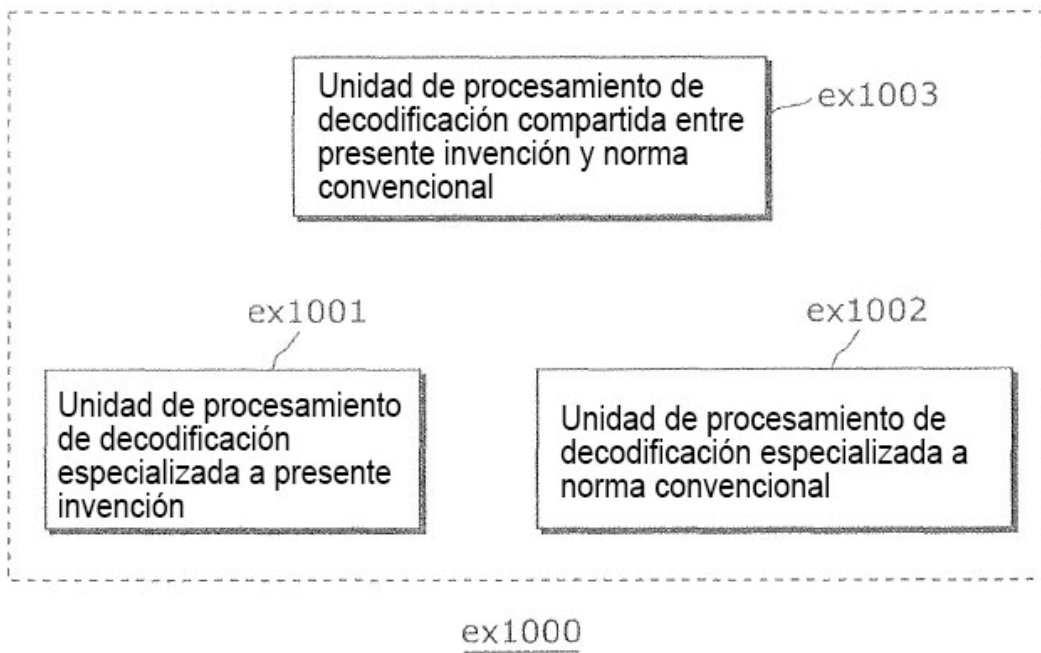 Unidad de procesamiento de
decodificación compartida entre
presente invención y norma
convencional
ex1003
ex1001
Unidad de procesamiento
de decodificación
especializada a presente
invención
ex1002
Unidad de procesamiento de
decodificación especializada a
norma convencional
ex1000